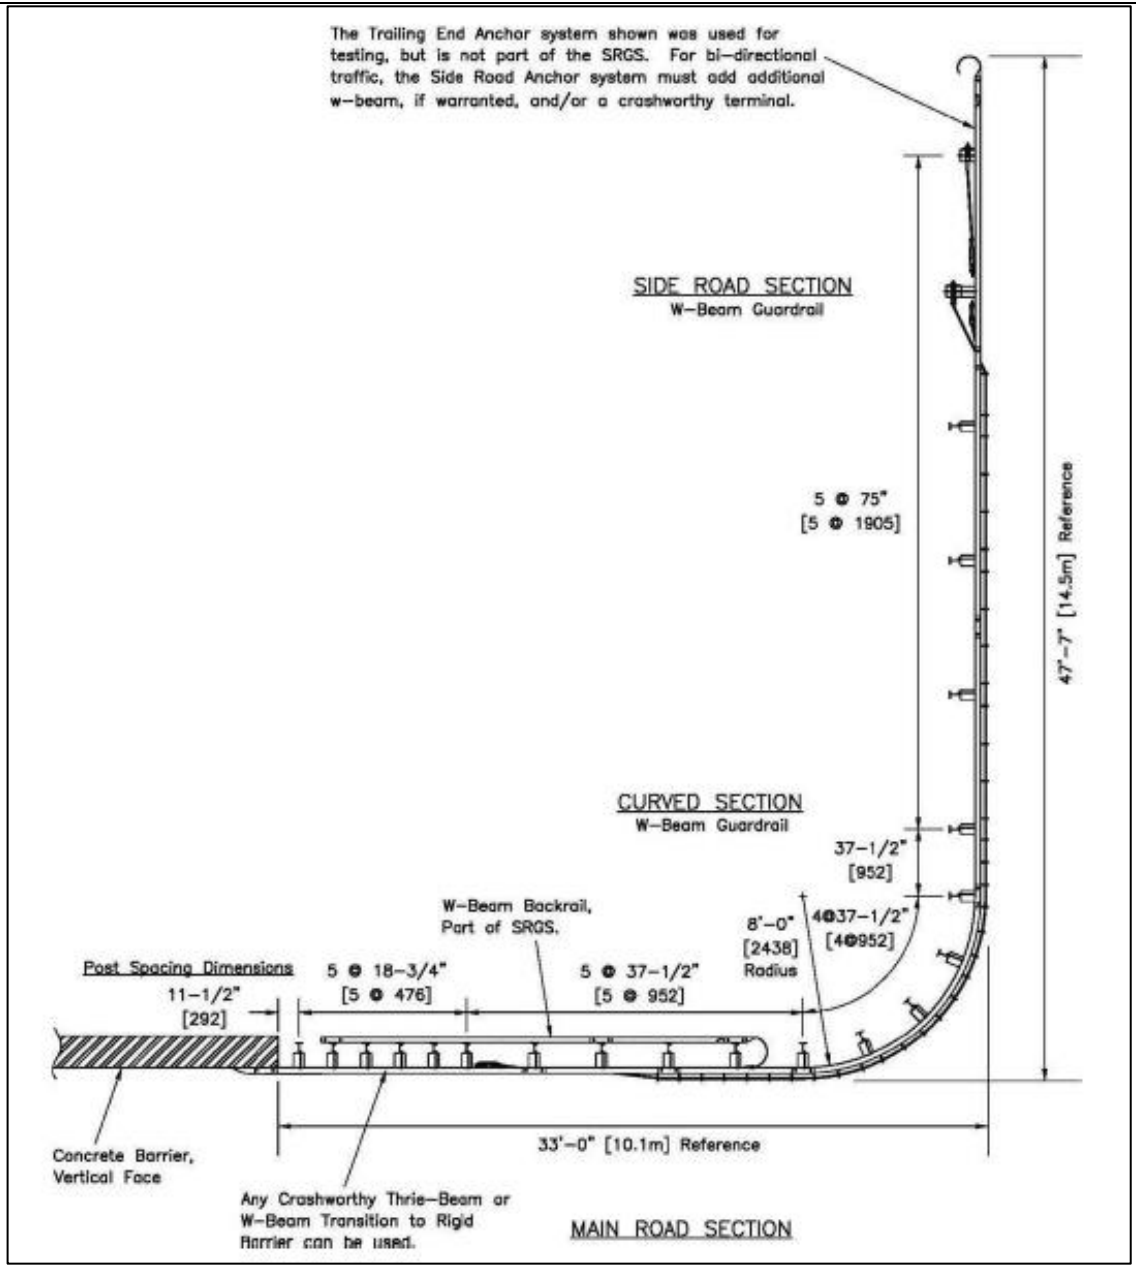 The Trailing End Anchor system shown was used for
testing, but is not part of the SRGS. For bi-directional
traffic, the Side Road Anchor system must add additional
w-beam, if warranted, and/or a crashworthy terminal.
SIDE ROAD SECTION
W-Beam Guardrail
5 @ 75"
[5 @ 1905]
47'-7" [14.5m] Reference
CURVED SECTION
W-Beam Guardrail
37-1/2"
[952]
W-Beam Backrail,
Part of SRGS.
8'-0"
[2438]
Radius
4@37-1/2"
[4@952]
Post Spacing Dimensions
11-1/2"
[292]
5 @ 18-3/4"
[5 @ 476]
5 @ 37-1/2"
[5 @ 952]
33'-0" [10.1m] Reference
Concrete Barrier,
Vertical Face
Any Crashworthy Thrie-Beam or
W-Beam Transition to Rigid
Barrier can be used.
MAIN ROAD SECTION